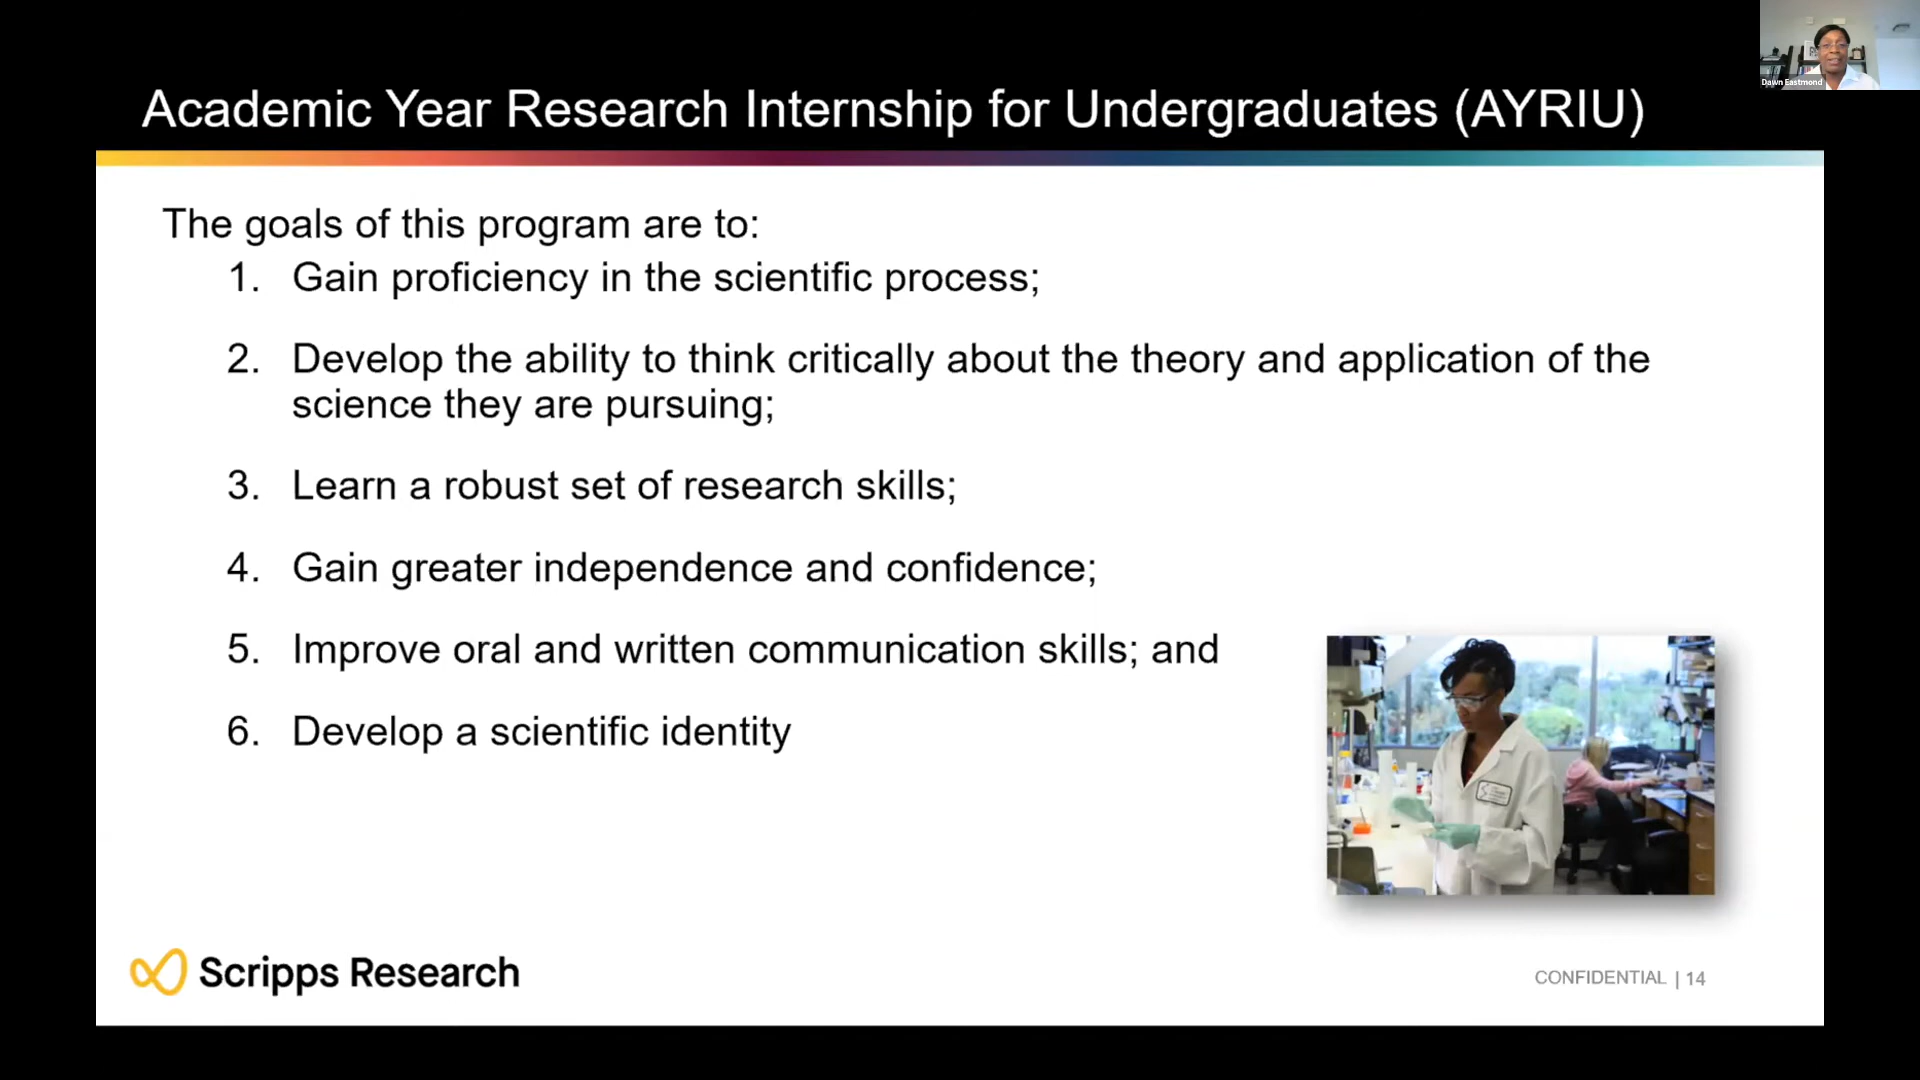 Dawn Eastmond
Academic Year Research Internship for Undergraduates (AYRIU)
The goals of this program are to:
1. Gain proficiency in the scientific process;
2. Develop the ability to think critically about the theory and application of the
science they are pursuing;
3. Learn a robust set of research skills;
4. Gain greater independence and confidence;
5. Improve oral and written communication skills; and
6. Develop a scientific identity
Scripps Research
CONFIDENTIAL | 14